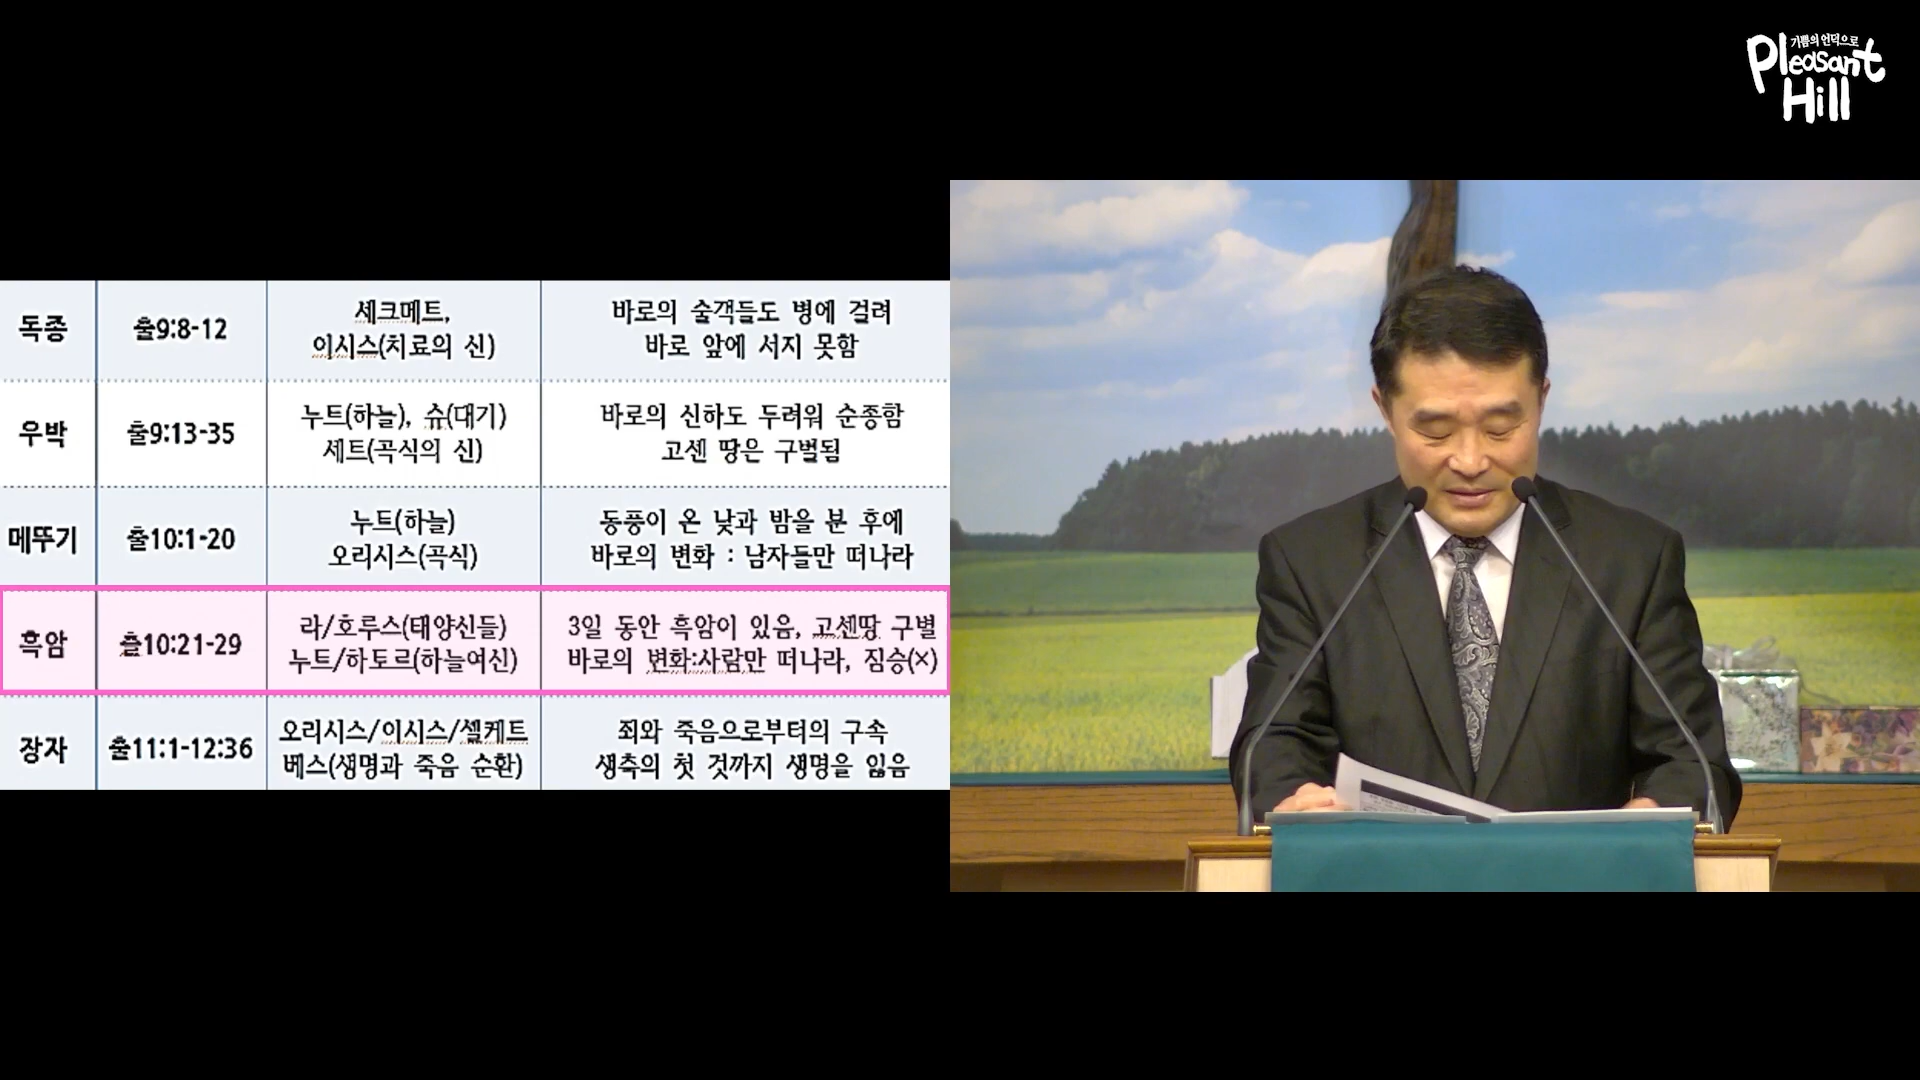 기쁨의 언덕으로
Pleasant
Hill
독종 출9:8-12 세크메트, 바로의 술객들도 병에 걸려
이시스(치료의 신) 바로 앞에 서지 못함
우박 출9:13-35 누트(하늘), 슈(대기) 바로의 신하도 두려워 순종함
세트(곡식의 신) 고센 땅은 구별됨
메뚜기 출10:1-20 누트(하늘) 동풍이 온 낮과 밤을 분 후에
오리시스(곡식) 바로의 변화 : 남자들만 떠나라
흑암 출10:21-29 라/호루스(태양신들) 3일 동안 흑암이 있음, 고센땅 구별
누트/하토르(하늘여신) 바로의 변화:사람만 떠나라, 짐승(×)
장자 출11:1-12:36 오리시스/이시스/셀케트 죄와 죽음으로부터의 구속
베스(생명과 죽음 순환) 생축의 첫 것까지 생명을 잃음